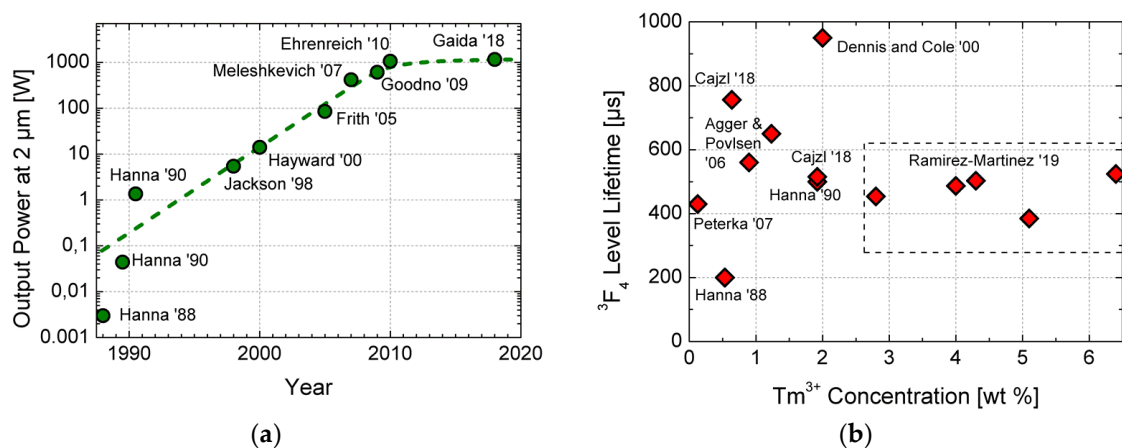 Output Power at 2 µm [W]
1000
100
10
1
0,1
0,01
0.001
1990
2000
2010
2020
Year
Ehrenreich '10
Gaida '18
Meleshkevich '07
Goodno '09
Frith '05
Hayward '00
Hanna '90
Jackson '98
Hanna '90
Hanna '88
(a)
³F₄ Level Lifetime [µs]
1000
800
600
400
200
0
0
1
2
3
4
5
6
Tm³⁺ Concentration [wt %]
Dennis and Cole '00
Cajzl '18
Agger &
Povlsen
'06
Cajzl '18
Ramirez-Martinez '19
Hanna '90
Peterka '07
Hanna '88
(b)